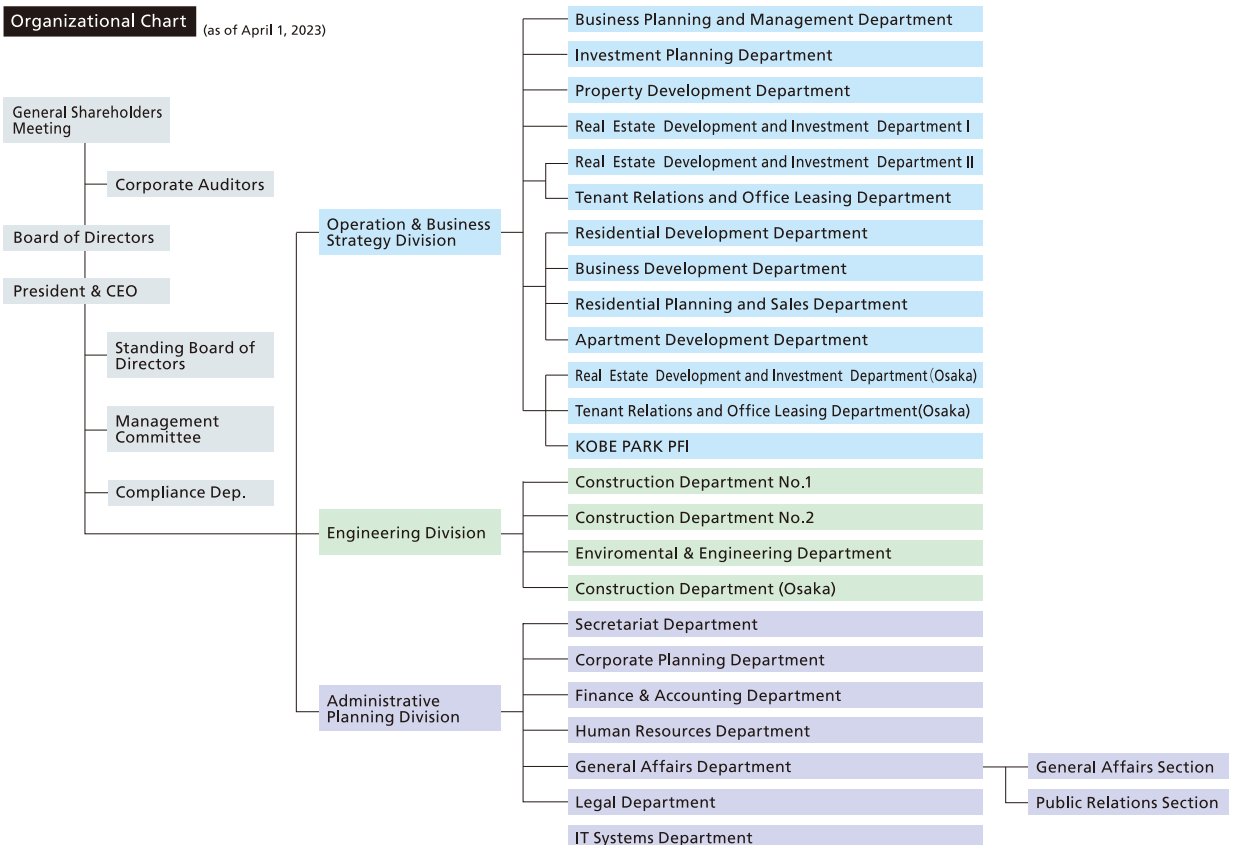 Organizational Chart
(as of April 1, 2023)
General Shareholders
Meeting
Corporate Auditors
Board of Directors
President & CEO
Standing Board of
Directors
Management
Committee
Compliance Dep.
Operation & Business
Strategy Division
Business Planning and Management Department
Investment Planning Department
Property Development Department
Real Estate Development and Investment Department I
Real Estate Development and Investment Department II
Tenant Relations and Office Leasing Department
Residential Development Department
Business Development Department
Residential Planning and Sales Department
Apartment Development Department
Real Estate Development and Investment Department(Osaka)
Tenant Relations and Office Leasing Department(Osaka)
KOBE PARK PFI
Engineering Division
Construction Department No.1
Construction Department No.2
Enviromental & Engineering Department
Construction Department (Osaka)
Administrative
Planning Division
Secretariat Department
Corporate Planning Department
Finance & Accounting Department
Human Resources Department
General Affairs Department
General Affairs Section
Public Relations Section
Legal Department
IT Systems Department